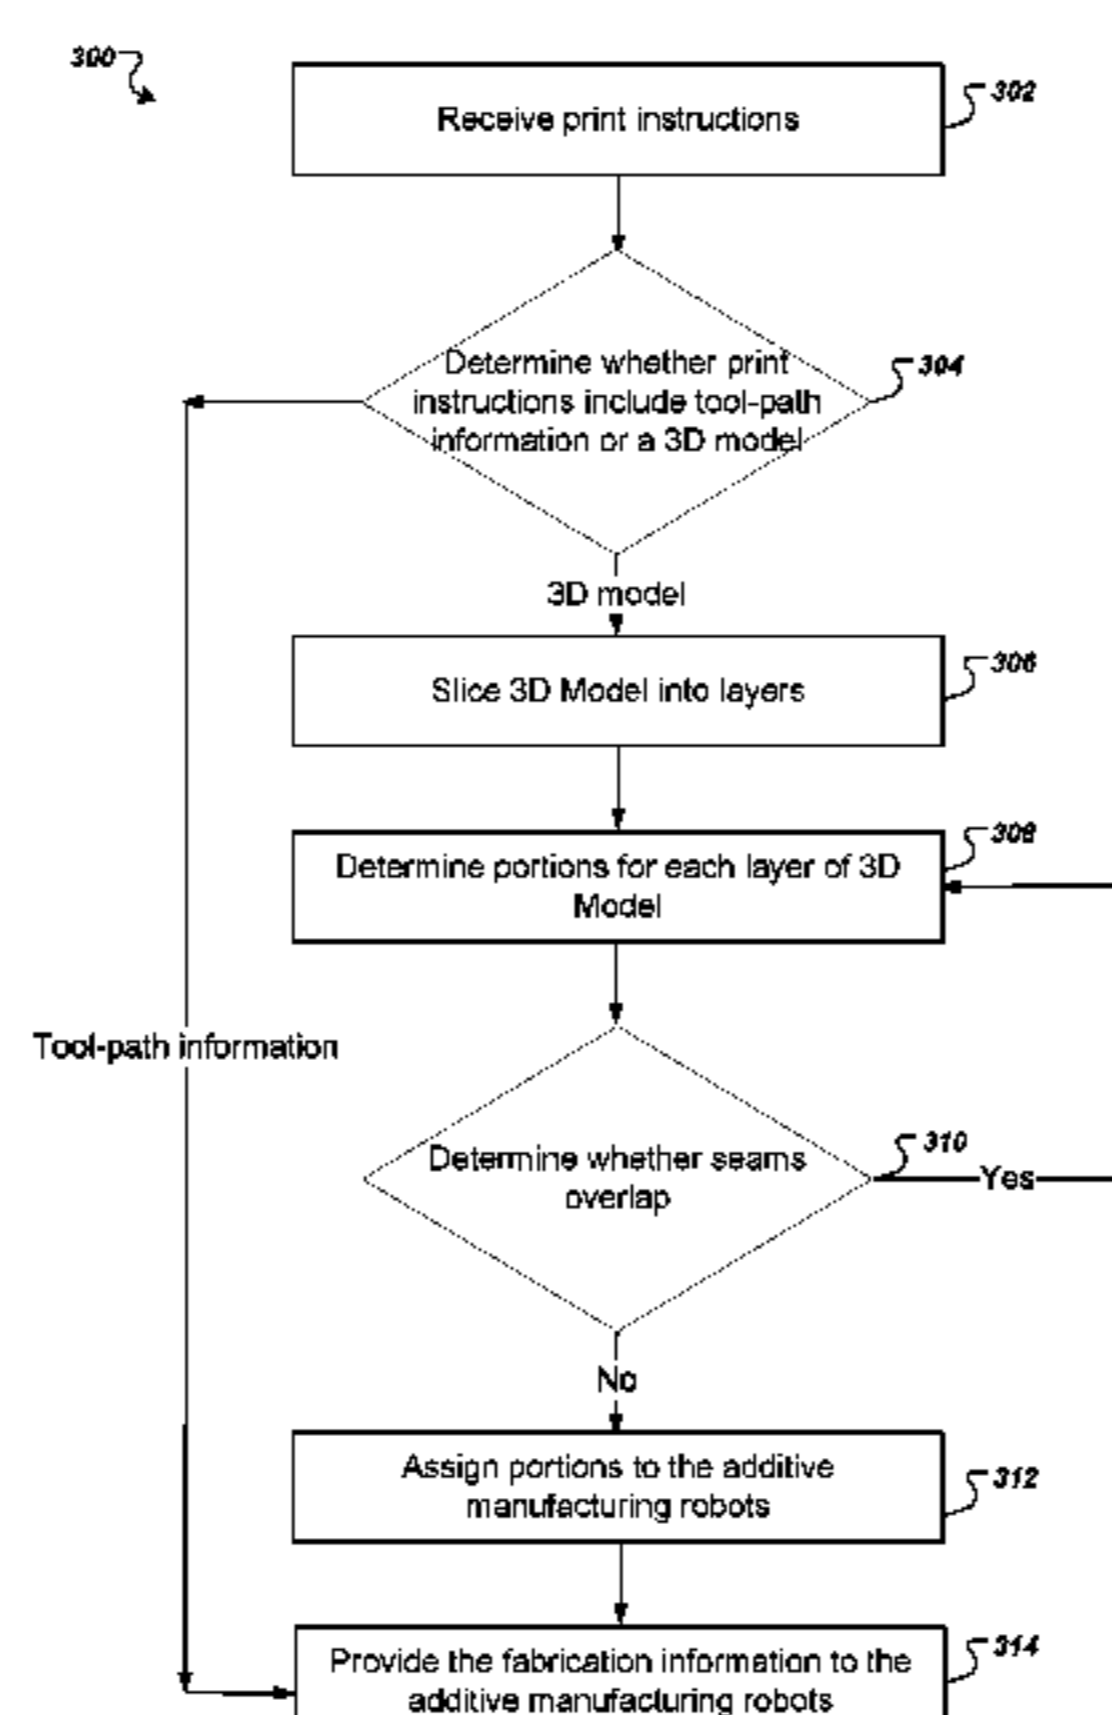 300
302
Receive print instructions
304
Determine whether print
instructions include tool-path
information or a 3D model
3D model
306
Slice 3D Model into layers
308
Determine portions for each layer of 3D
Model
Tool-path information
310
Determine whether seams
overlap
Yes
No
Assign portions to the additive
manufacturing robots
312
314
Provide the fabrication information to the
additive manufacturing robots